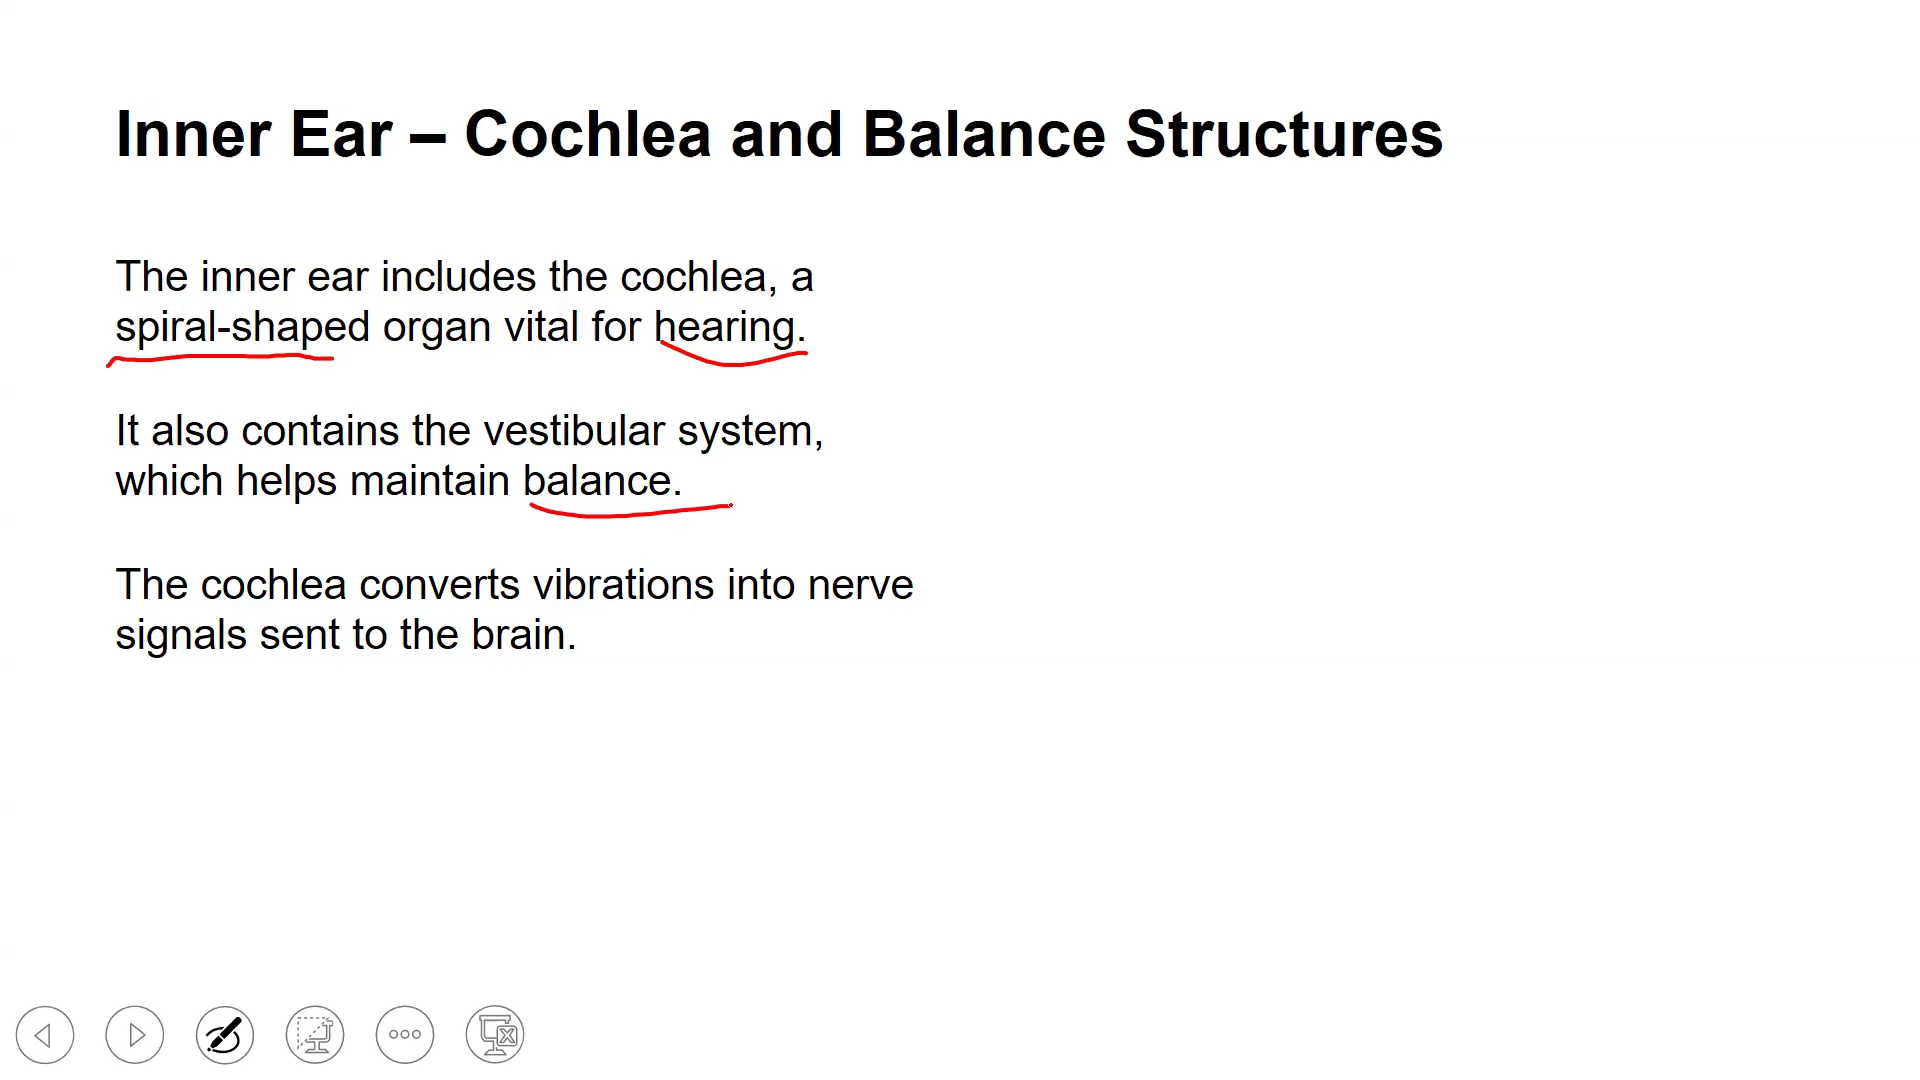 Inner Ear – Cochlea and Balance Structures
The inner ear includes the cochlea, a
spiral-shaped organ vital for hearing.
It also contains the vestibular system,
which helps maintain balance.
The cochlea converts vibrations into nerve
signals sent to the brain.